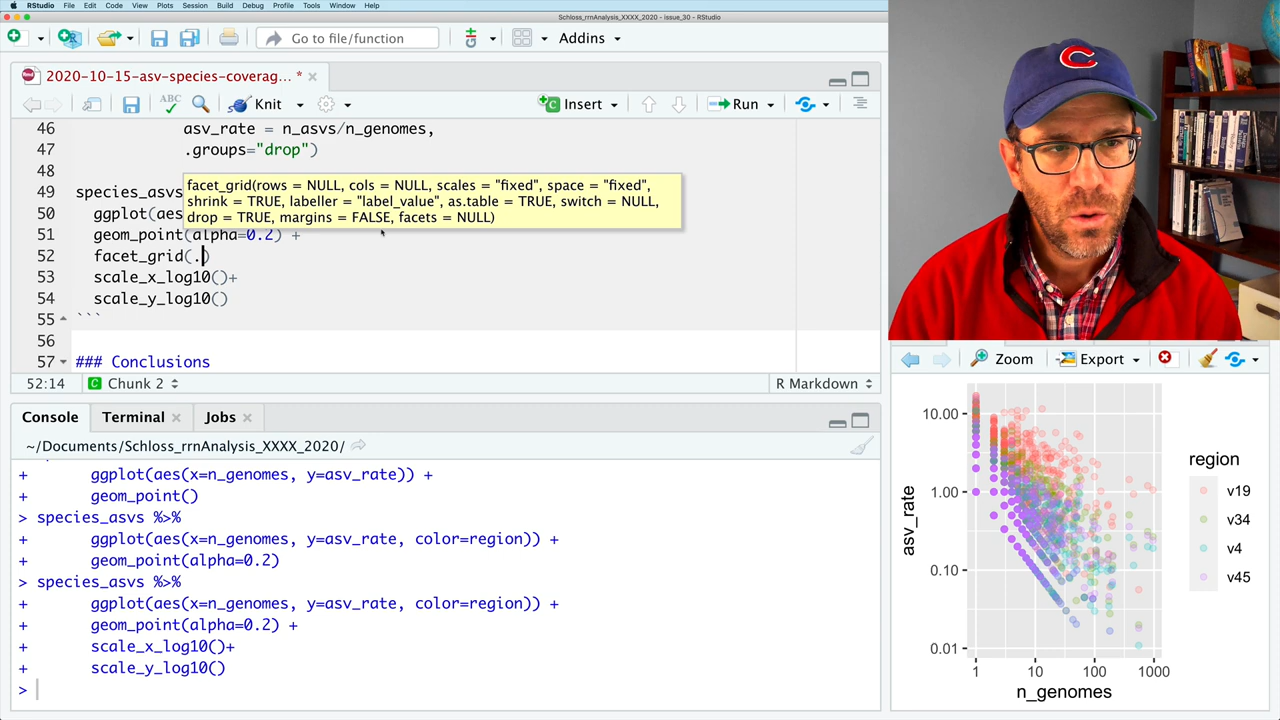 RStudio File Edit Code View Plots Session Build Debug Profile Tools Window Help
Schloss_rrnAnalysis_XXXX_2020 - issue_30 - RStudio
Go to file/function Addins
2020-10-15-asv-species-coverag... *
ABC Knit Insert Run
46 asv_rate = n_asvs/n_genomes,
47 .groups="drop")
48
facet_grid(rows = NULL, cols = NULL, scales = "fixed", space = "fixed",
shrink = TRUE, labeller = "label_value", as.table = TRUE, switch = NULL,
drop = TRUE, margins = FALSE, facets = NULL)
49 species_asvs
50 ggplot(aes
51 geom_point(alpha=0.2) +
52 facet_grid(.)
53 scale_x_log10()+
54 scale_y_log10()
55 ```
56
57 ### Conclusions
52:14 Chunk 2 R Markdown
Console Terminal Jobs
~/Documents/Schloss_rrnAnalysis_XXXX_2020/
+ ggplot(aes(x=n_genomes, y=asv_rate)) +
+ geom_point()
> species_asvs %>%
+ ggplot(aes(x=n_genomes, y=asv_rate, color=region)) +
+ geom_point(alpha=0.2)
> species_asvs %>%
+ ggplot(aes(x=n_genomes, y=asv_rate, color=region)) +
+ geom_point(alpha=0.2) +
+ scale_x_log10()+
+ scale_y_log10()
>
C
Zoom Export
10.00
1.00
0.10
0.01
asv_rate
1 10 100 1000
n_genomes
region
v19
v34
v4
v45